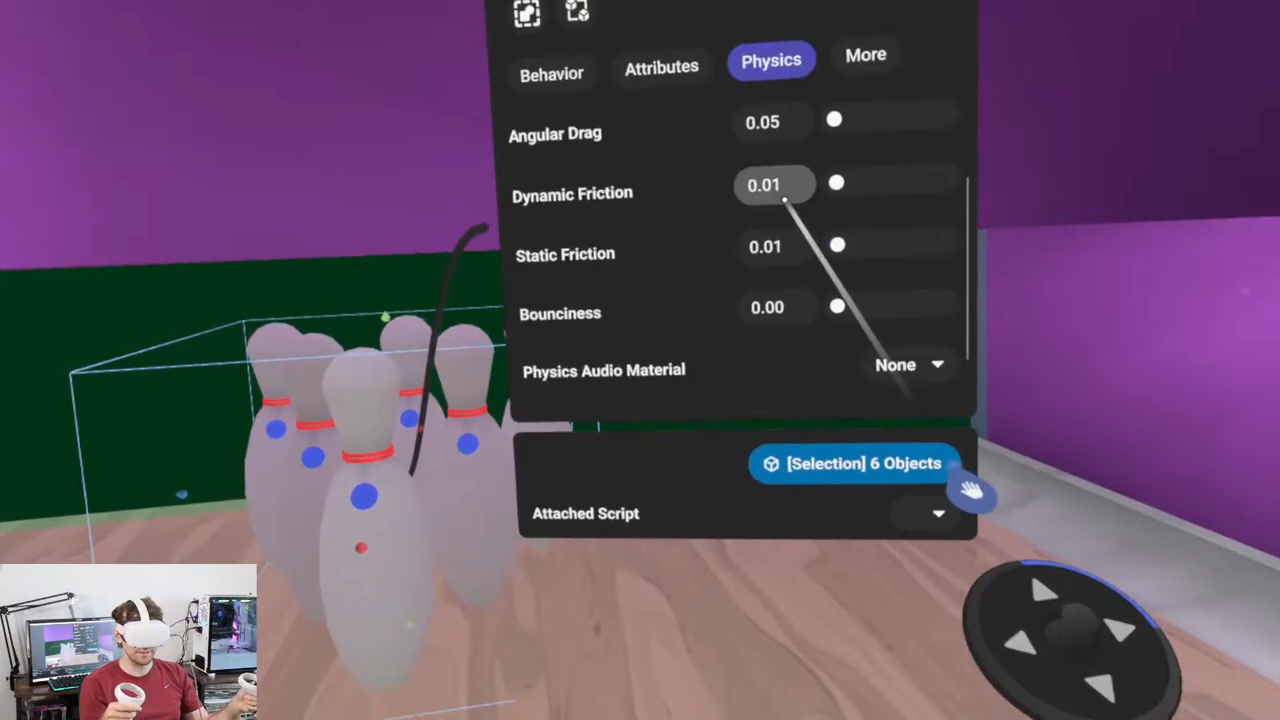 Behavior Attributes Physics More
Angular Drag 0.05
Dynamic Friction 0.01
Static Friction 0.01
Bounciness 0.00
Physics Audio Material None
[Selection] 6 Objects
Attached Script